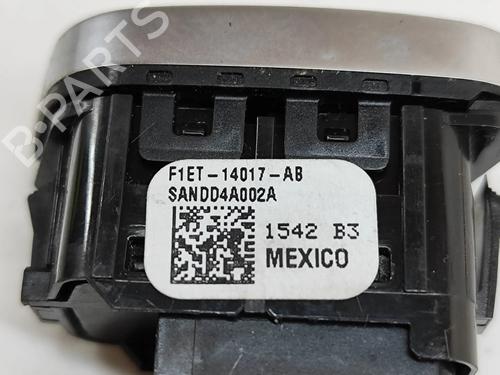 F1ET-14017-AB
SANDD4A002A
1542 B3
MEXICO
B-PARTS